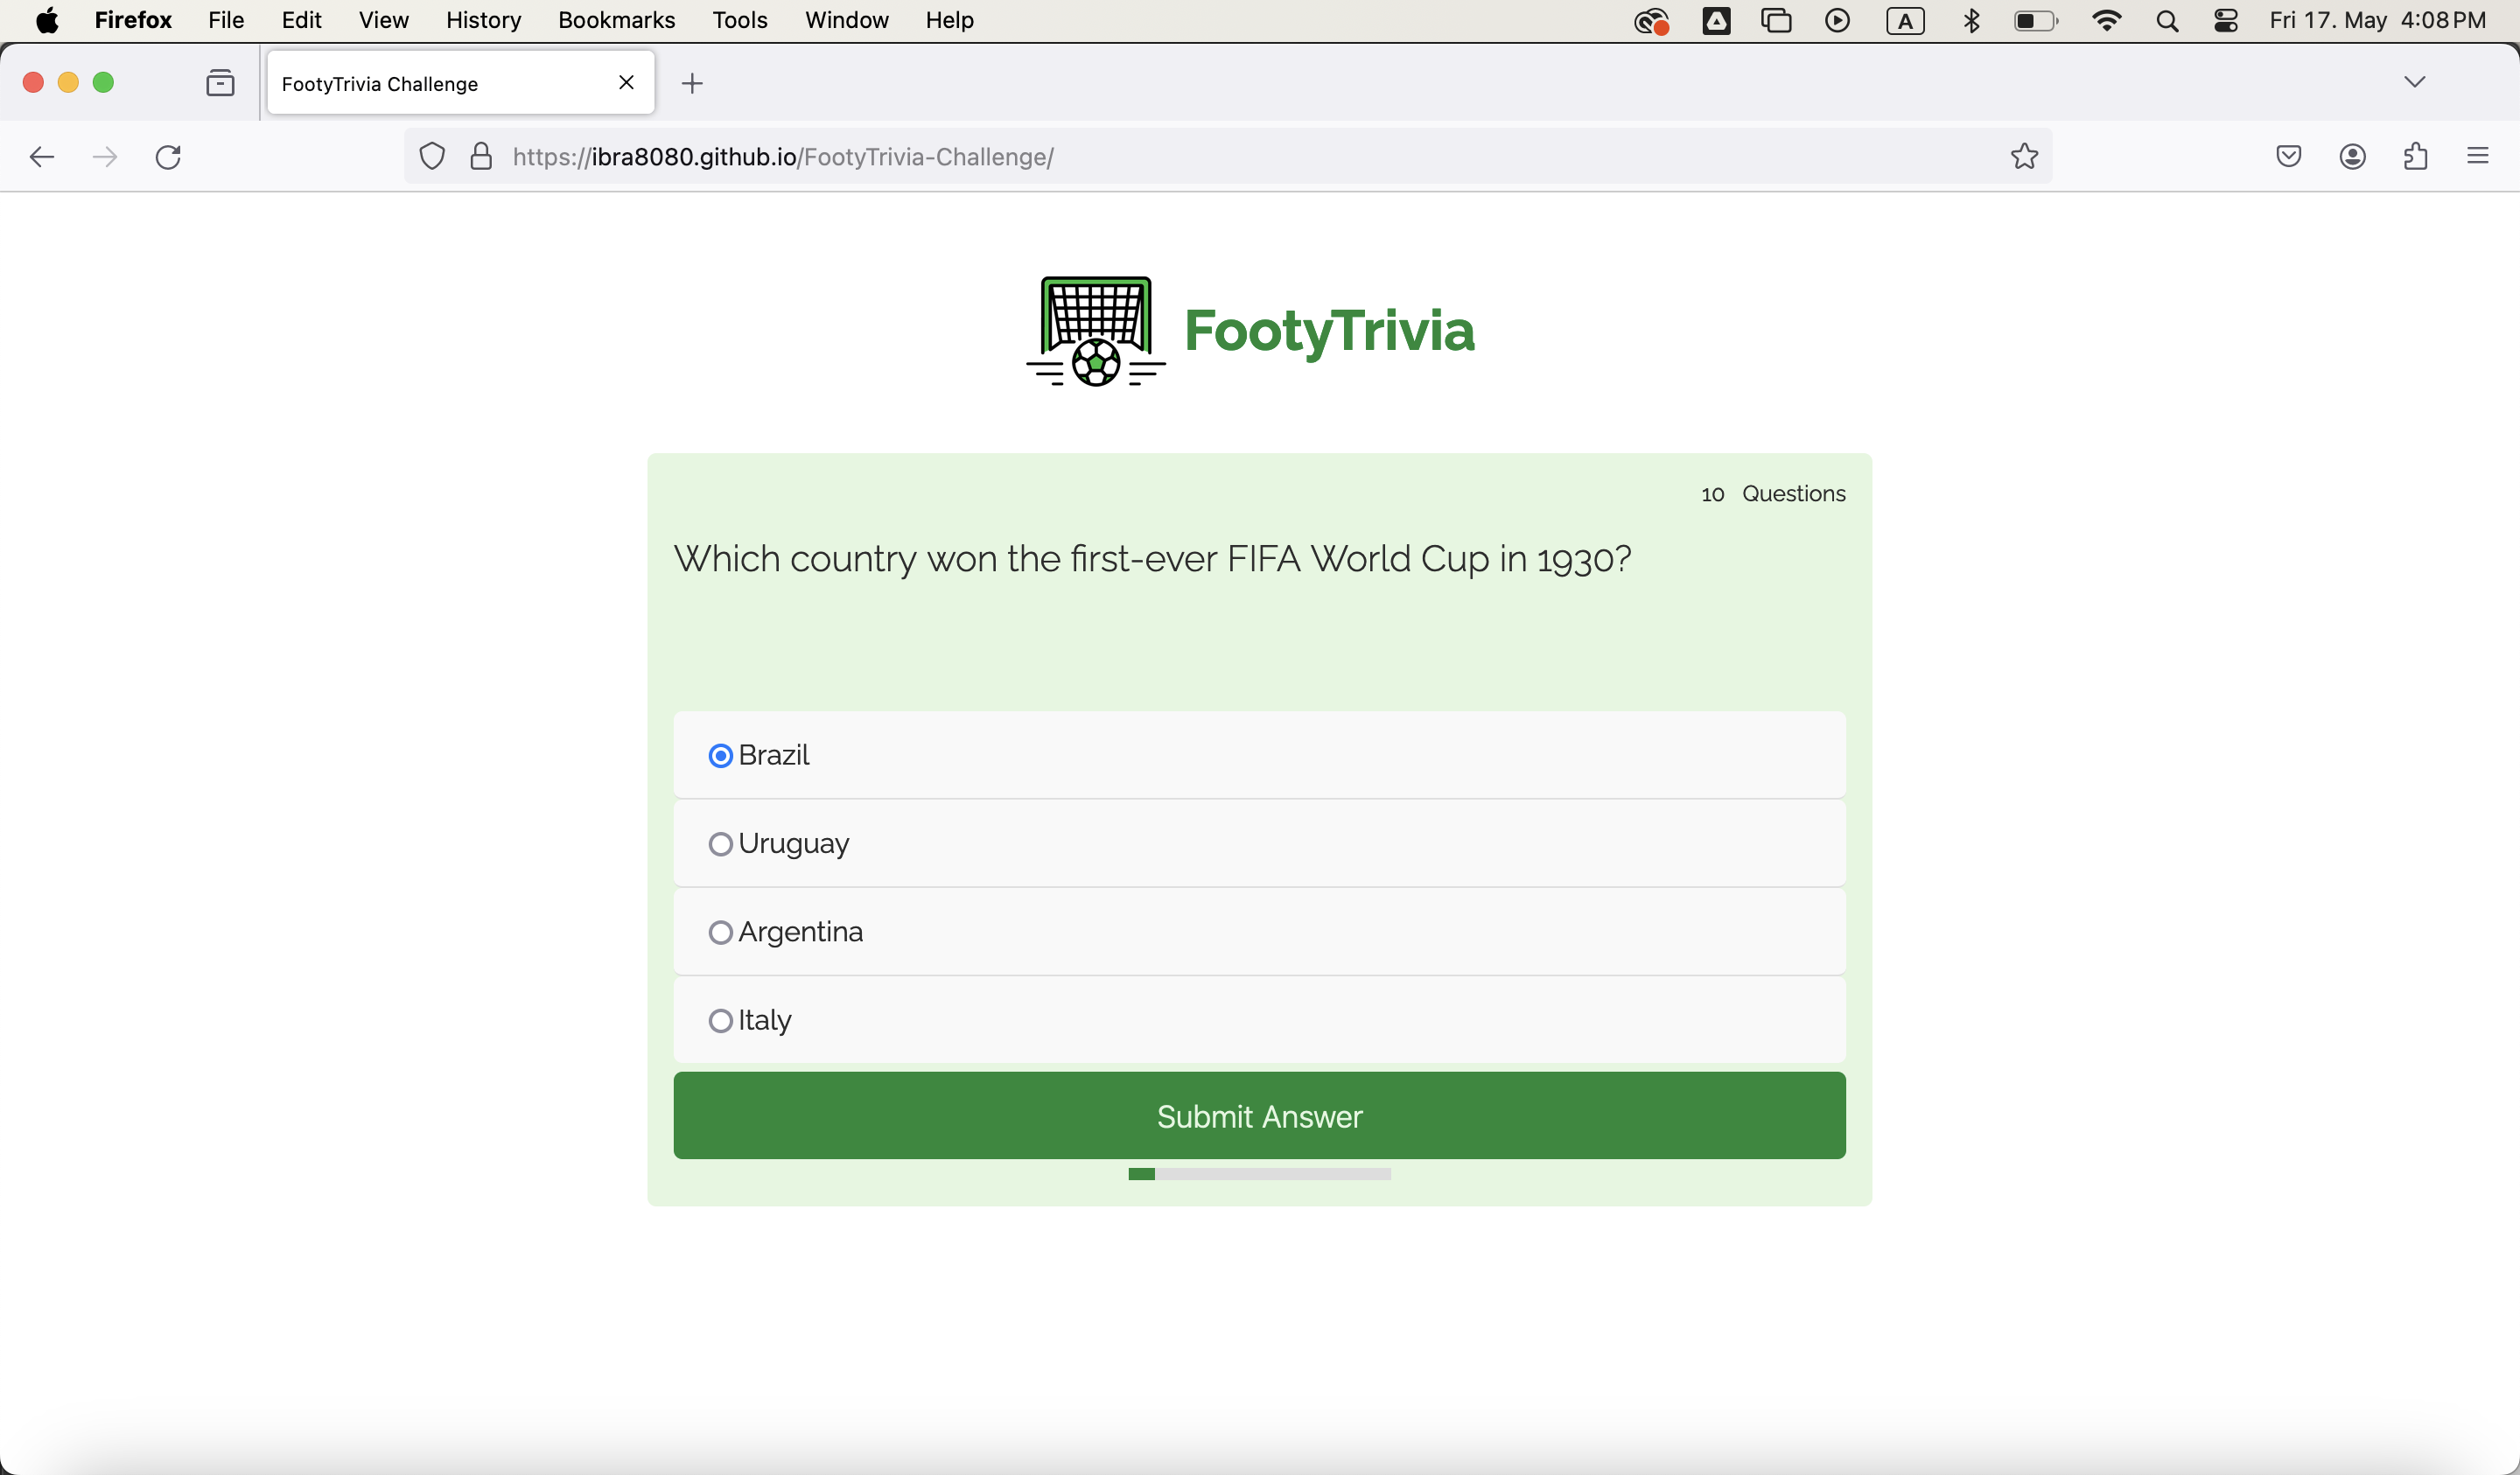 Firefox File Edit View History Bookmarks Tools Window Help A Fri 17. May 4:08 PM
FootyTrivia Challenge
https://ibra8080.github.io/FootyTrivia-Challenge/
FootyTrivia
10 Questions
Which country won the first-ever FIFA World Cup in 1930?
Brazil
Uruguay
Argentina
Italy
Submit Answer